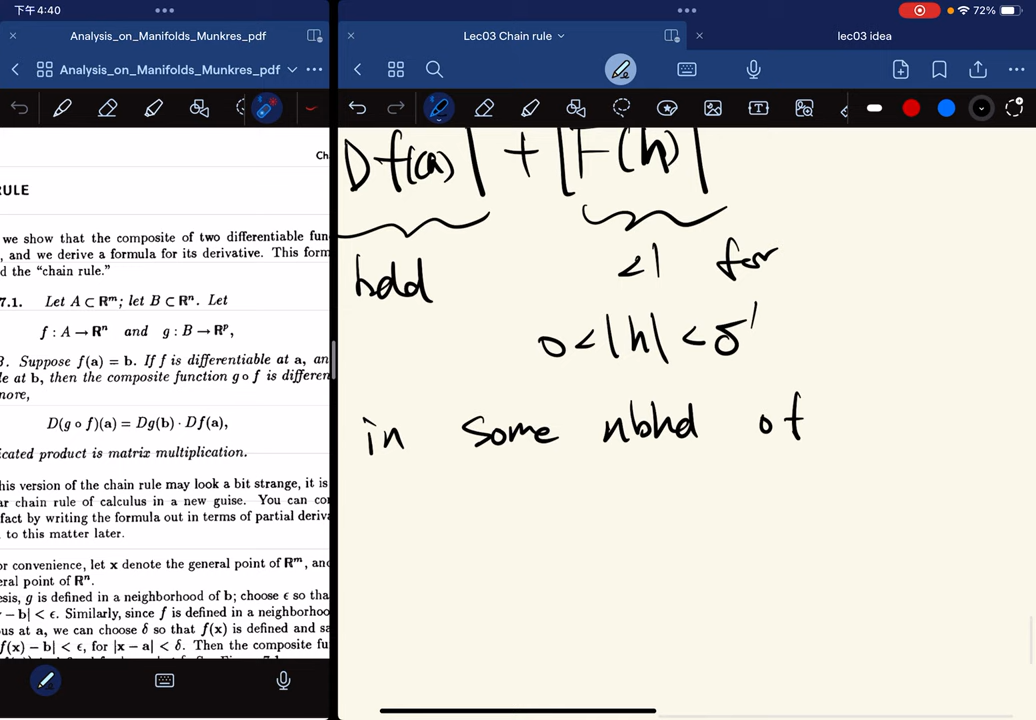 下午4:40
72%
Analysis_on_Manifolds_Munkres_pdf
Analysis_on_Manifolds_Munkres_pdf
Ch
RULE
we show that the composite of two differentiable fun
, and we derive a formula for its derivative. This form
d the “chain rule.”
7.1. Let A ⊂ Rᵐ; let B ⊂ Rⁿ. Let
f : A → Rⁿ and g : B → Rᵖ,
B. Suppose f(a) = b. If f is differentiable at a, an
le at b, then the composite function g ∘ f is differen
nore,
D(g ∘ f)(a) = Dg(b) · Df(a),
icated product is matrix multiplication.
his version of the chain rule may look a bit strange, it is
ar chain rule of calculus in a new guise. You can co
fact by writing the formula out in terms of partial deriv
to this matter later.
or convenience, let x denote the general point of Rᵐ, an
eral point of Rⁿ.
esis, g is defined in a neighborhood of b; choose ϵ so tha
y − b| < ϵ. Similarly, since f is defined in a neighborhoo
ous at a, we can choose δ so that f(x) is defined and sa
f(x) − b| < ϵ, for |x − a| < δ. Then the composite fu
Lec03 Chain rule
lec03 idea
Df(a)| + |F(h)|
bdd <1 for
0<|h|<δ'
in some nbhd of